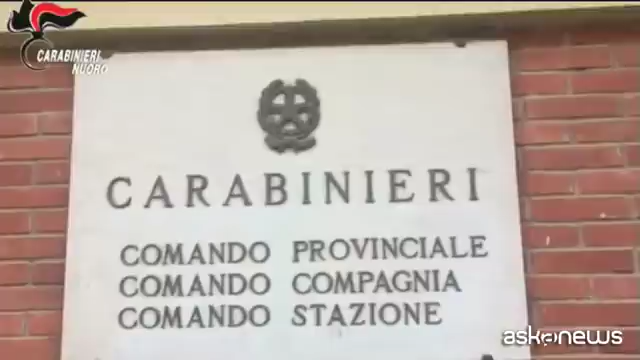 CARABINIERI
NUORO
CARABINIERI
COMANDO PROVINCIALE
COMANDO COMPAGNIA
COMANDO STAZIONE
askanews